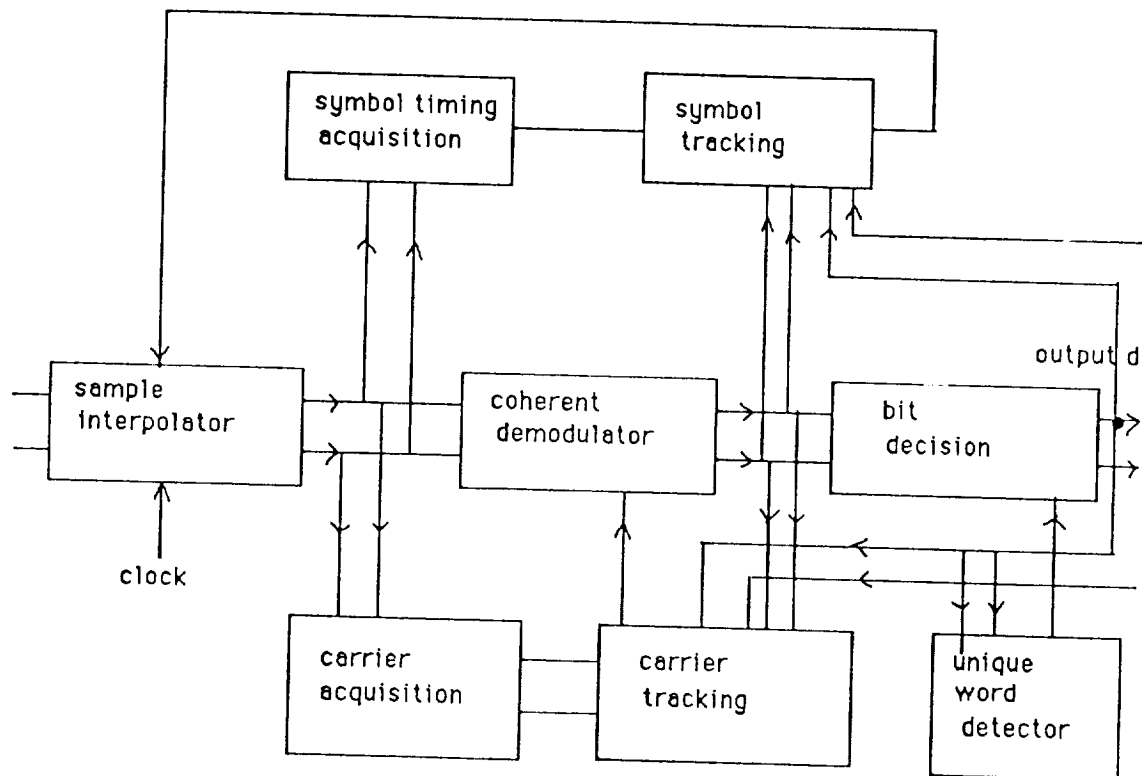 symbol timing
acquisition
symbol
tracking
output d
sample
interpolator
coherent
demodulator
bit
decision
clock
carrier
acquisition
carrier
tracking
unique
word
detector